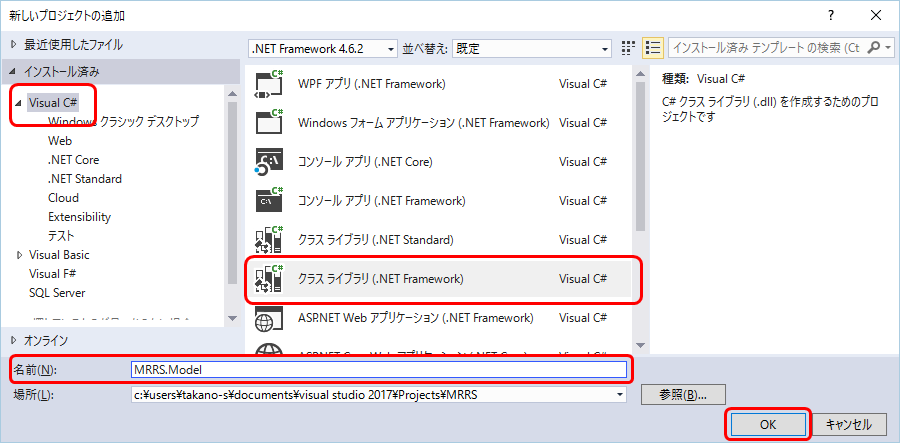 新しいプロジェクトの追加 ?
最近使用したファイル
.NET Framework 4.6.2 並べ替え: 既定 インストール済み テンプレート の検索 (Ct
インストール済み
Visual C#
Windows クラシック デスクトップ
Web
.NET Core
.NET Standard
Cloud
Extensibility
テスト
Visual Basic
Visual F#
SQL Server
オンライン
C# WPF アプリ (.NET Framework) Visual C#
C# Windows フォーム アプリケーション (.NET Framework) Visual C#
C:\ コンソール アプリ (.NET Core) Visual C#
C# C:\ コンソール アプリ (.NET Framework) Visual C#
C# クラス ライブラリ (.NET Standard) Visual C#
C# クラス ライブラリ (.NET Framework) Visual C#
C# ASP.NET Web アプリケーション (.NET Framework) Visual C#
種類: Visual C#
C# クラス ライブラリ (.dll) を作成するためのプロ
ジェクトです
名前(N): MRRS.Model
場所(L): c:¥users¥takano-s¥documents¥visual studio 2017¥Projects¥MRRS 参照(B)...
OK キャンセル